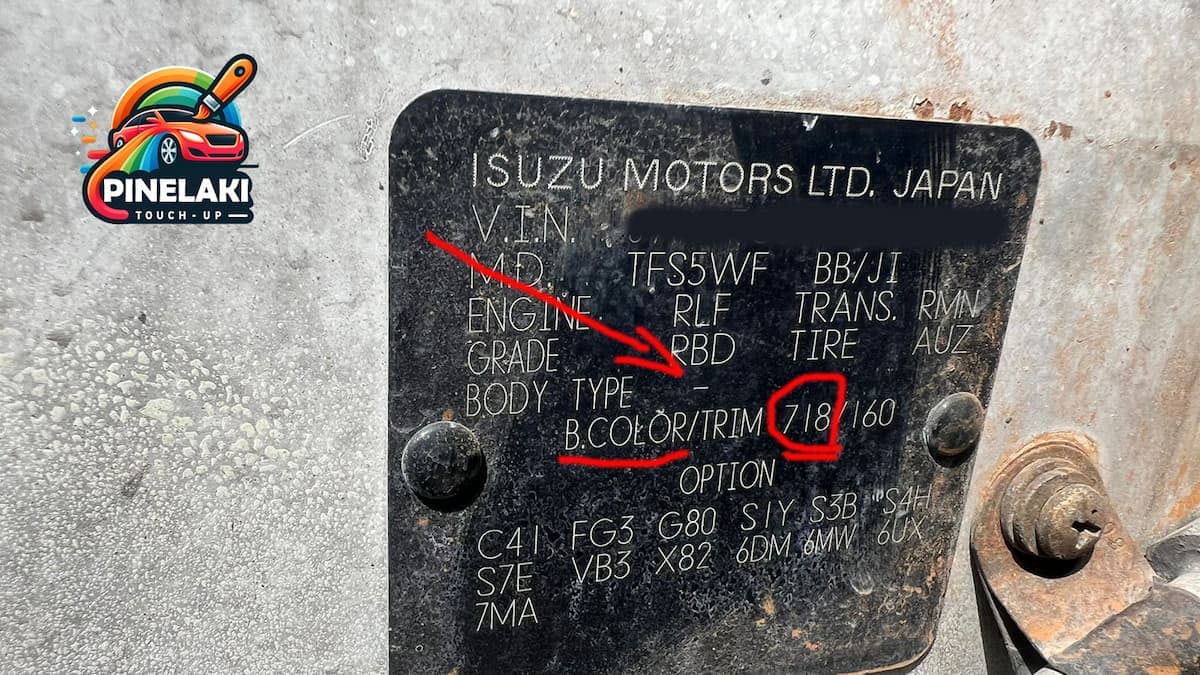 PINELAKI
TOUCH-UP
ISUZU MOTORS LTD. JAPAN
V.I.N.
M.D. TFS5WF BB/JI
ENGINE RLF TRANS. RMN
GRADE RBD TIRE AUZ
BODY TYPE -
B.COLOR/TRIM 718/160
OPTION
C41 FG3 G80 S1Y S3B S4H
S7E VB3 X82 6DM 6MW 6UX
7MA